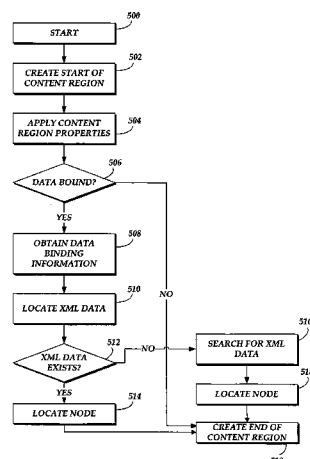 500
START
502
CREATE START OF
CONTENT REGION
504
APPLY CONTENT
REGION PROPERTIES
506
DATA BOUND?
YES
508
OBTAIN DATA
BINDING
INFORMATION
510
LOCATE XML DATA
NO
512
XML DATA
EXISTS?
NO
SEARCH FOR XML
DATA
YES
514
LOCATE NODE
LOCATE NODE
CREATE END OF
CONTENT REGION